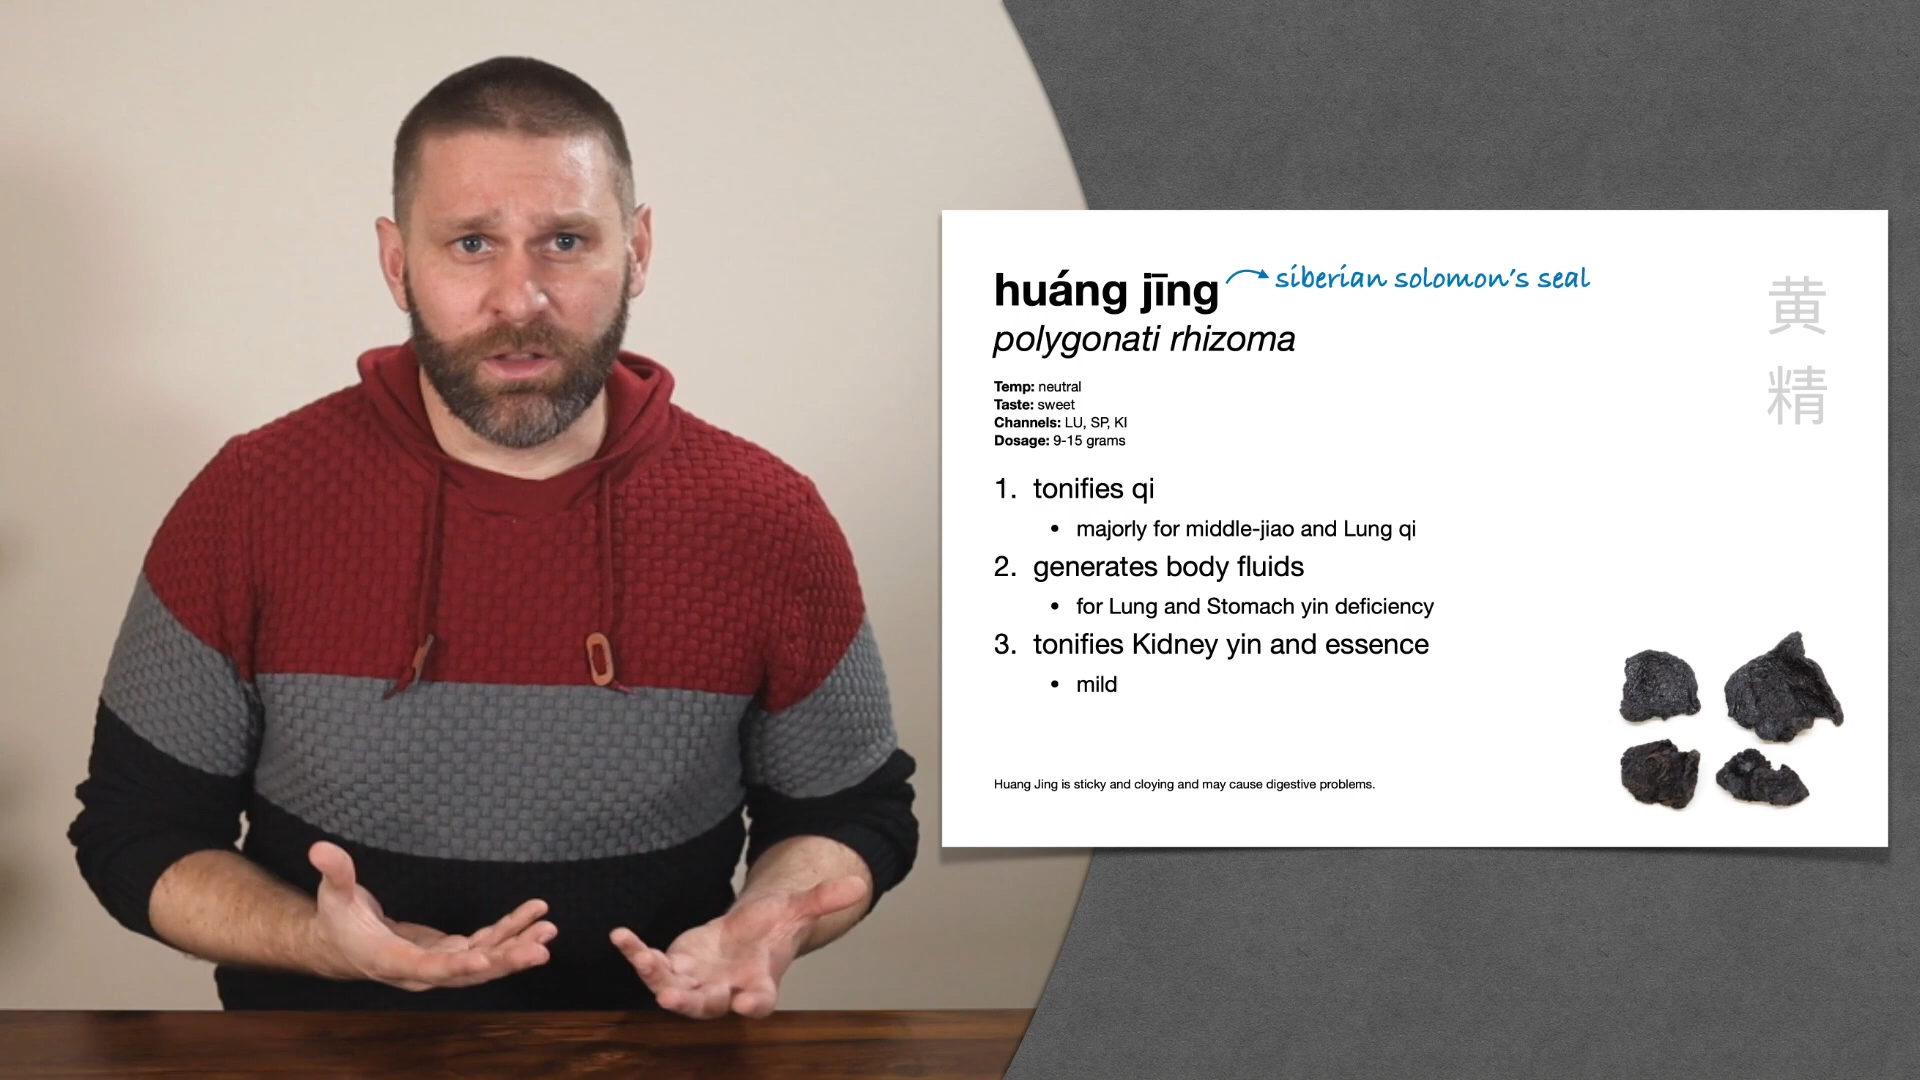 huáng jīng
siberian solomon's seal
polygonati rhizoma
黄
精
Temp: neutral
Taste: sweet
Channels: LU, SP, KI
Dosage: 9-15 grams
1. tonifies qi
• majorly for middle-jiao and Lung qi
2. generates body fluids
• for Lung and Stomach yin deficiency
3. tonifies Kidney yin and essence
• mild
Huang Jing is sticky and cloying and may cause digestive problems.